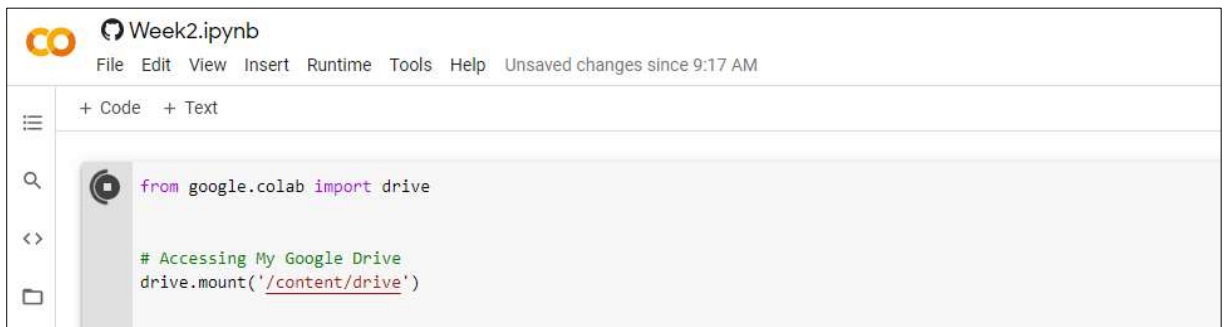 CO
Week2.ipynb
File Edit View Insert Runtime Tools Help Unsaved changes since 9:17 AM
+ Code + Text
from google.colab import drive
# Accessing My Google Drive
drive.mount('/content/drive')